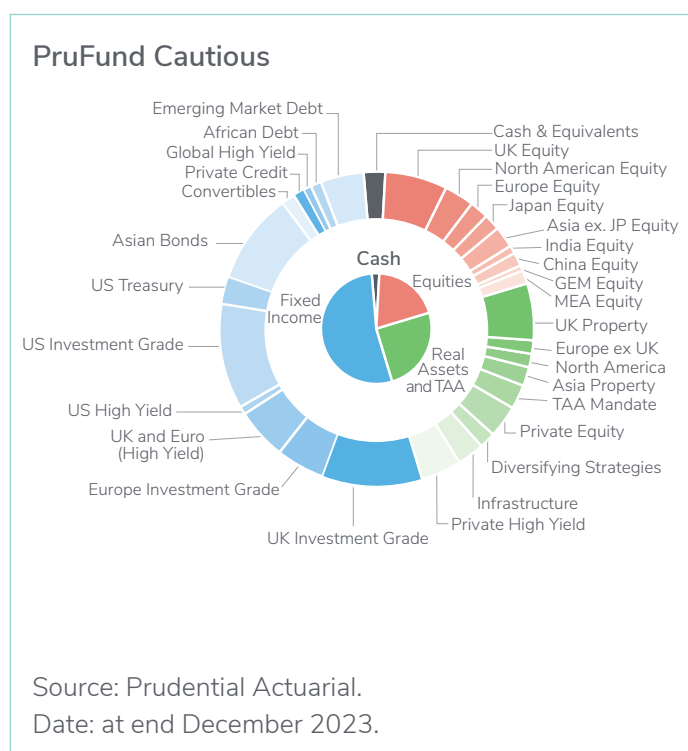 PruFund Cautious
Emerging Market Debt
African Debt
Global High Yield
Private Credit
Convertibles
Asian Bonds
US Treasury
US Investment Grade
US High Yield
UK and Euro
(High Yield)
Europe Investment Grade
UK Investment Grade
Cash & Equivalents
UK Equity
North American Equity
Europe Equity
Japan Equity
Asia ex. JP Equity
India Equity
China Equity
GEM Equity
MEA Equity
UK Property
Europe ex UK
North America
Asia Property
TAA Mandate
Private Equity
Diversifying Strategies
Infrastructure
Private High Yield
Cash
Equities
Fixed
Income
Real
Assets
and TAA
Source: Prudential Actuarial.
Date: at end December 2023.